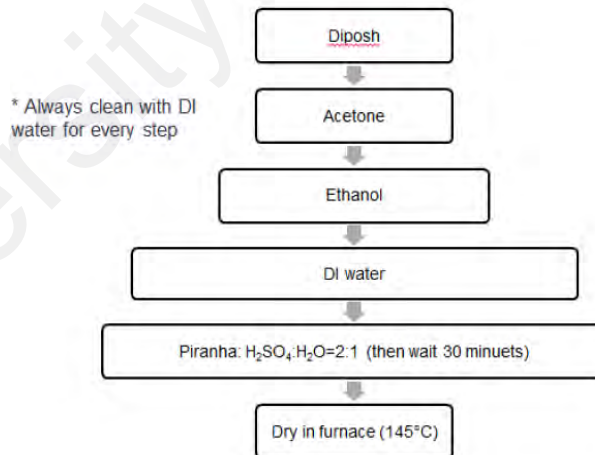 Diposh
* Always clean with DI
water for every step
Acetone
Ethanol
DI water
Piranha: H₂SO₄:H₂O=2:1 (then wait 30 minuets)
Dry in furnace (145°C)